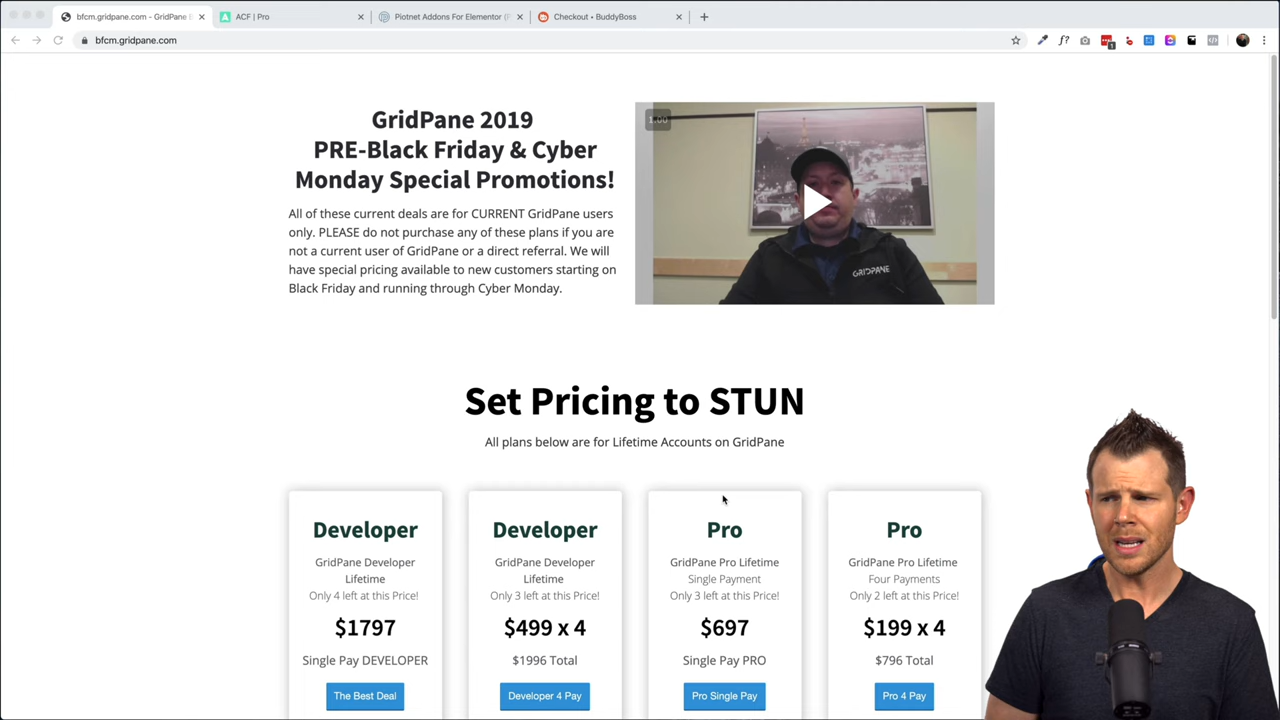 bfcm.gridpane.com - GridPane B
ACF | Pro
Piotnet Addons For Elementor (P
Checkout • BuddyBoss
bfcm.gridpane.com
f?
1
GridPane 2019
PRE-Black Friday & Cyber
Monday Special Promotions!
All of these current deals are for CURRENT GridPane users
only. PLEASE do not purchase any of these plans if you are
not a current user of GridPane or a direct referral. We will
have special pricing available to new customers starting on
Black Friday and running through Cyber Monday.
1:00
GRIDPANE
Set Pricing to STUN
All plans below are for Lifetime Accounts on GridPane
Developer
GridPane Developer
Lifetime
Only 4 left at this Price!
$1797
Single Pay DEVELOPER
The Best Deal
Developer
GridPane Developer
Lifetime
Only 3 left at this Price!
$499 x 4
$1996 Total
Developer 4 Pay
Pro
GridPane Pro Lifetime
Single Payment
Only 3 left at this Price!
$697
Single Pay PRO
Pro Single Pay
Pro
GridPane Pro Lifetime
Four Payments
Only 2 left at this Price!
$199 x 4
$796 Total
Pro 4 Pay